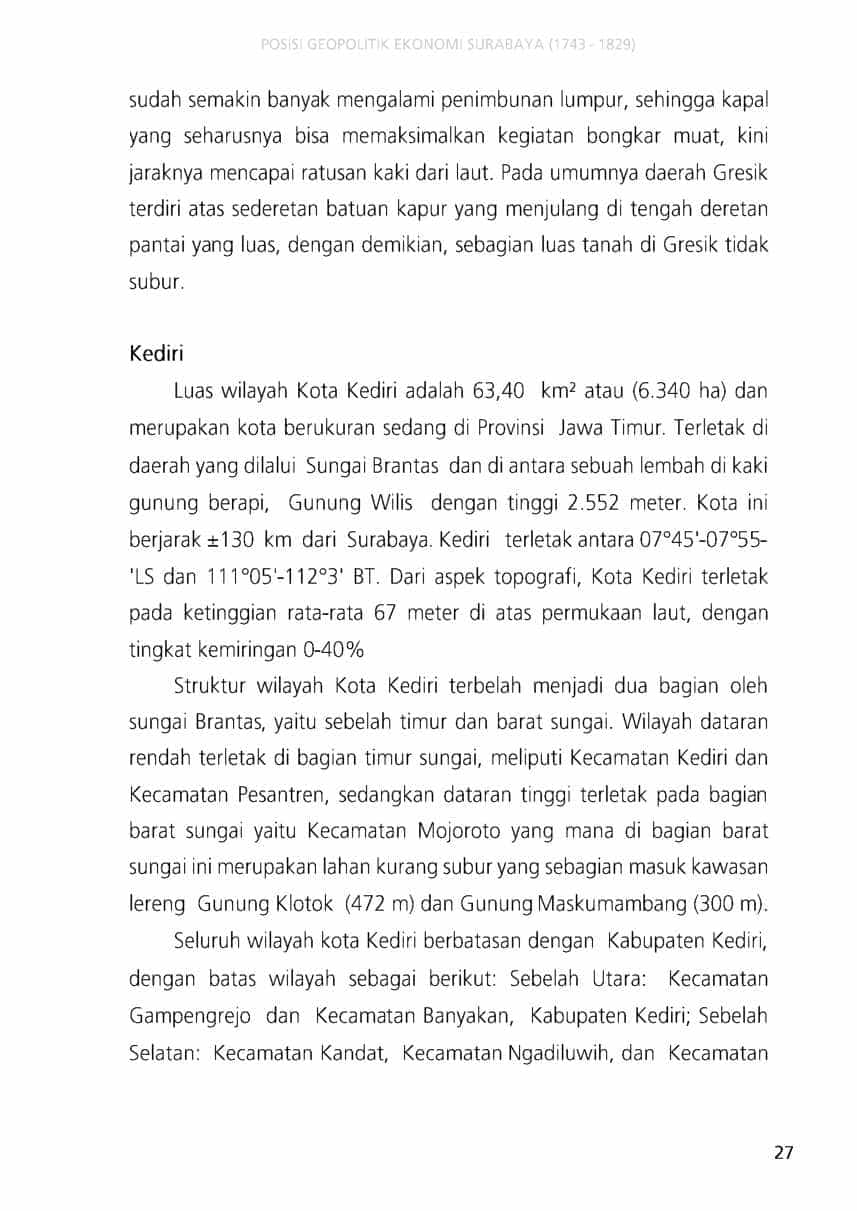 POSISI GEOPOLITIK EKONOMI SURABAYA (1743 - 1829)
sudah semakin banyak mengalami penimbunan lumpur, sehingga kapal
yang seharusnya bisa memaksimalkan kegiatan bongkar muat, kini
jaraknya mencapai ratusan kaki dari laut. Pada umumnya daerah Gresik
terdiri atas sederetan batuan kapur yang menjulang di tengah deretan
pantai yang luas, dengan demikian, sebagian luas tanah di Gresik tidak
subur.
Kediri
Luas wilayah Kota Kediri adalah 63,40 km² atau (6.340 ha) dan
merupakan kota berukuran sedang di Provinsi Jawa Timur. Terletak di
daerah yang dilalui Sungai Brantas dan di antara sebuah lembah di kaki
gunung berapi, Gunung Wilis dengan tinggi 2.552 meter. Kota ini
berjarak ±130 km dari Surabaya. Kediri terletak antara 07°45'-07°55-
'LS dan 111°05'-112°3' BT. Dari aspek topografi, Kota Kediri terletak
pada ketinggian rata-rata 67 meter di atas permukaan laut, dengan
tingkat kemiringan 0-40%
Struktur wilayah Kota Kediri terbelah menjadi dua bagian oleh
sungai Brantas, yaitu sebelah timur dan barat sungai. Wilayah dataran
rendah terletak di bagian timur sungai, meliputi Kecamatan Kediri dan
Kecamatan Pesantren, sedangkan dataran tinggi terletak pada bagian
barat sungai yaitu Kecamatan Mojoroto yang mana di bagian barat
sungai ini merupakan lahan kurang subur yang sebagian masuk kawasan
lereng Gunung Klotok (472 m) dan Gunung Maskumambang (300 m).
Seluruh wilayah kota Kediri berbatasan dengan Kabupaten Kediri,
dengan batas wilayah sebagai berikut: Sebelah Utara: Kecamatan
Gampengrejo dan Kecamatan Banyakan, Kabupaten Kediri; Sebelah
Selatan: Kecamatan Kandat, Kecamatan Ngadiluwih, dan Kecamatan
27